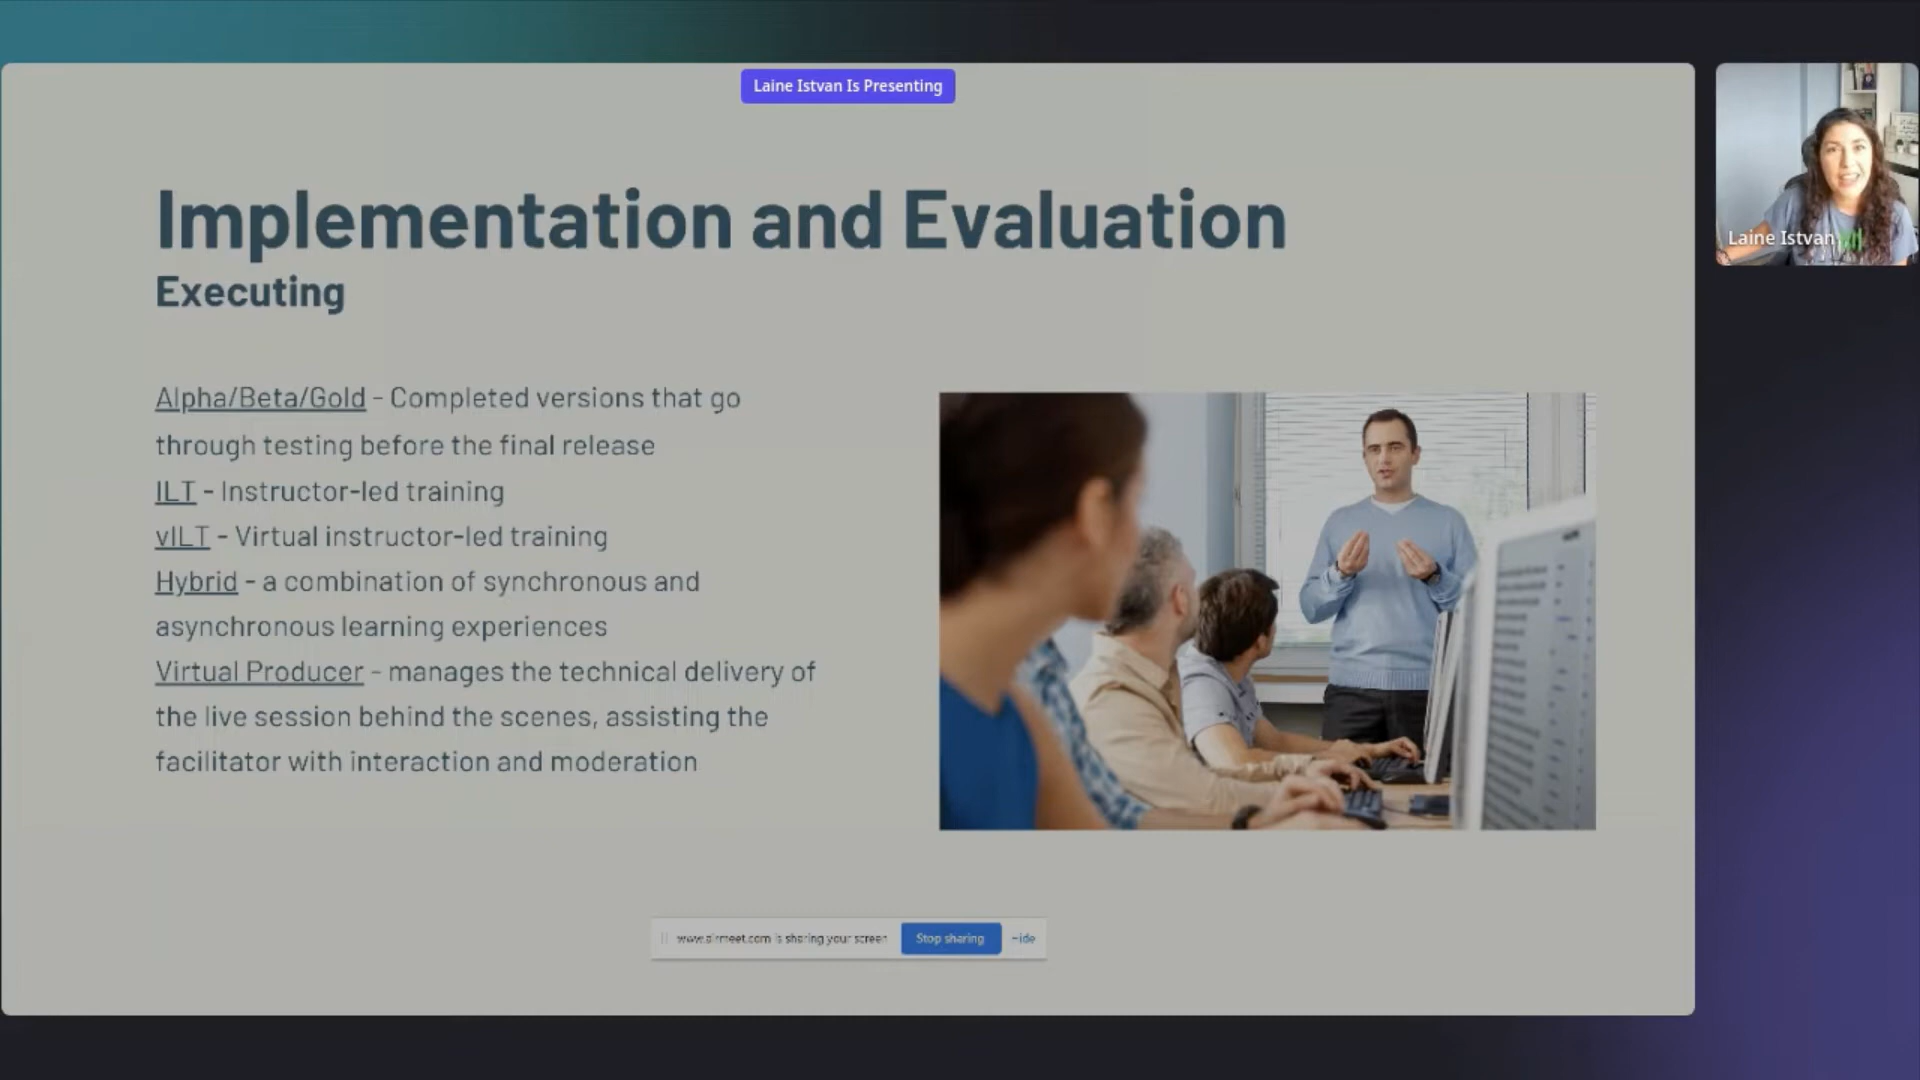 Laine Istvan Is Presenting
Implementation and Evaluation
Executing
Alpha/Beta/Gold - Completed versions that go
through testing before the final release
ILT - Instructor-led training
vILT - Virtual instructor-led training
Hybrid - a combination of synchronous and
asynchronous learning experiences
Virtual Producer - manages the technical delivery of
the live session behind the scenes, assisting the
facilitator with interaction and moderation
www.airmeet.com is sharing your screen
Stop sharing
Laine Istvan